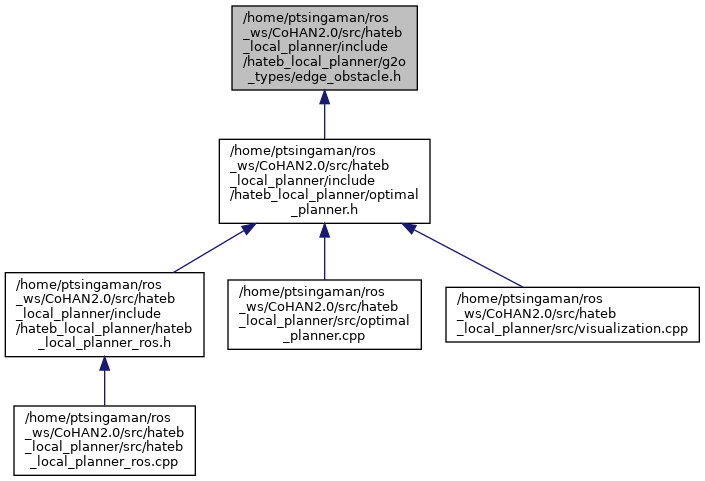 /home/ptsingaman/ros
_ws/CoHAN2.0/src/hateb
_local_planner/include
/hateb_local_planner/g2o
_types/edge_obstacle.h
/home/ptsingaman/ros
_ws/CoHAN2.0/src/hateb
_local_planner/include
/hateb_local_planner/optimal
_planner.h
/home/ptsingaman/ros
_ws/CoHAN2.0/src/hateb
_local_planner/include
/hateb_local_planner/hateb
_local_planner_ros.h
/home/ptsingaman/ros
_ws/CoHAN2.0/src/hateb
_local_planner/src/optimal
_planner.cpp
/home/ptsingaman/ros
_ws/CoHAN2.0/src/hateb
_local_planner/src/visualization.cpp
/home/ptsingaman/ros
_ws/CoHAN2.0/src/hateb
_local_planner/src/hateb
_local_planner_ros.cpp